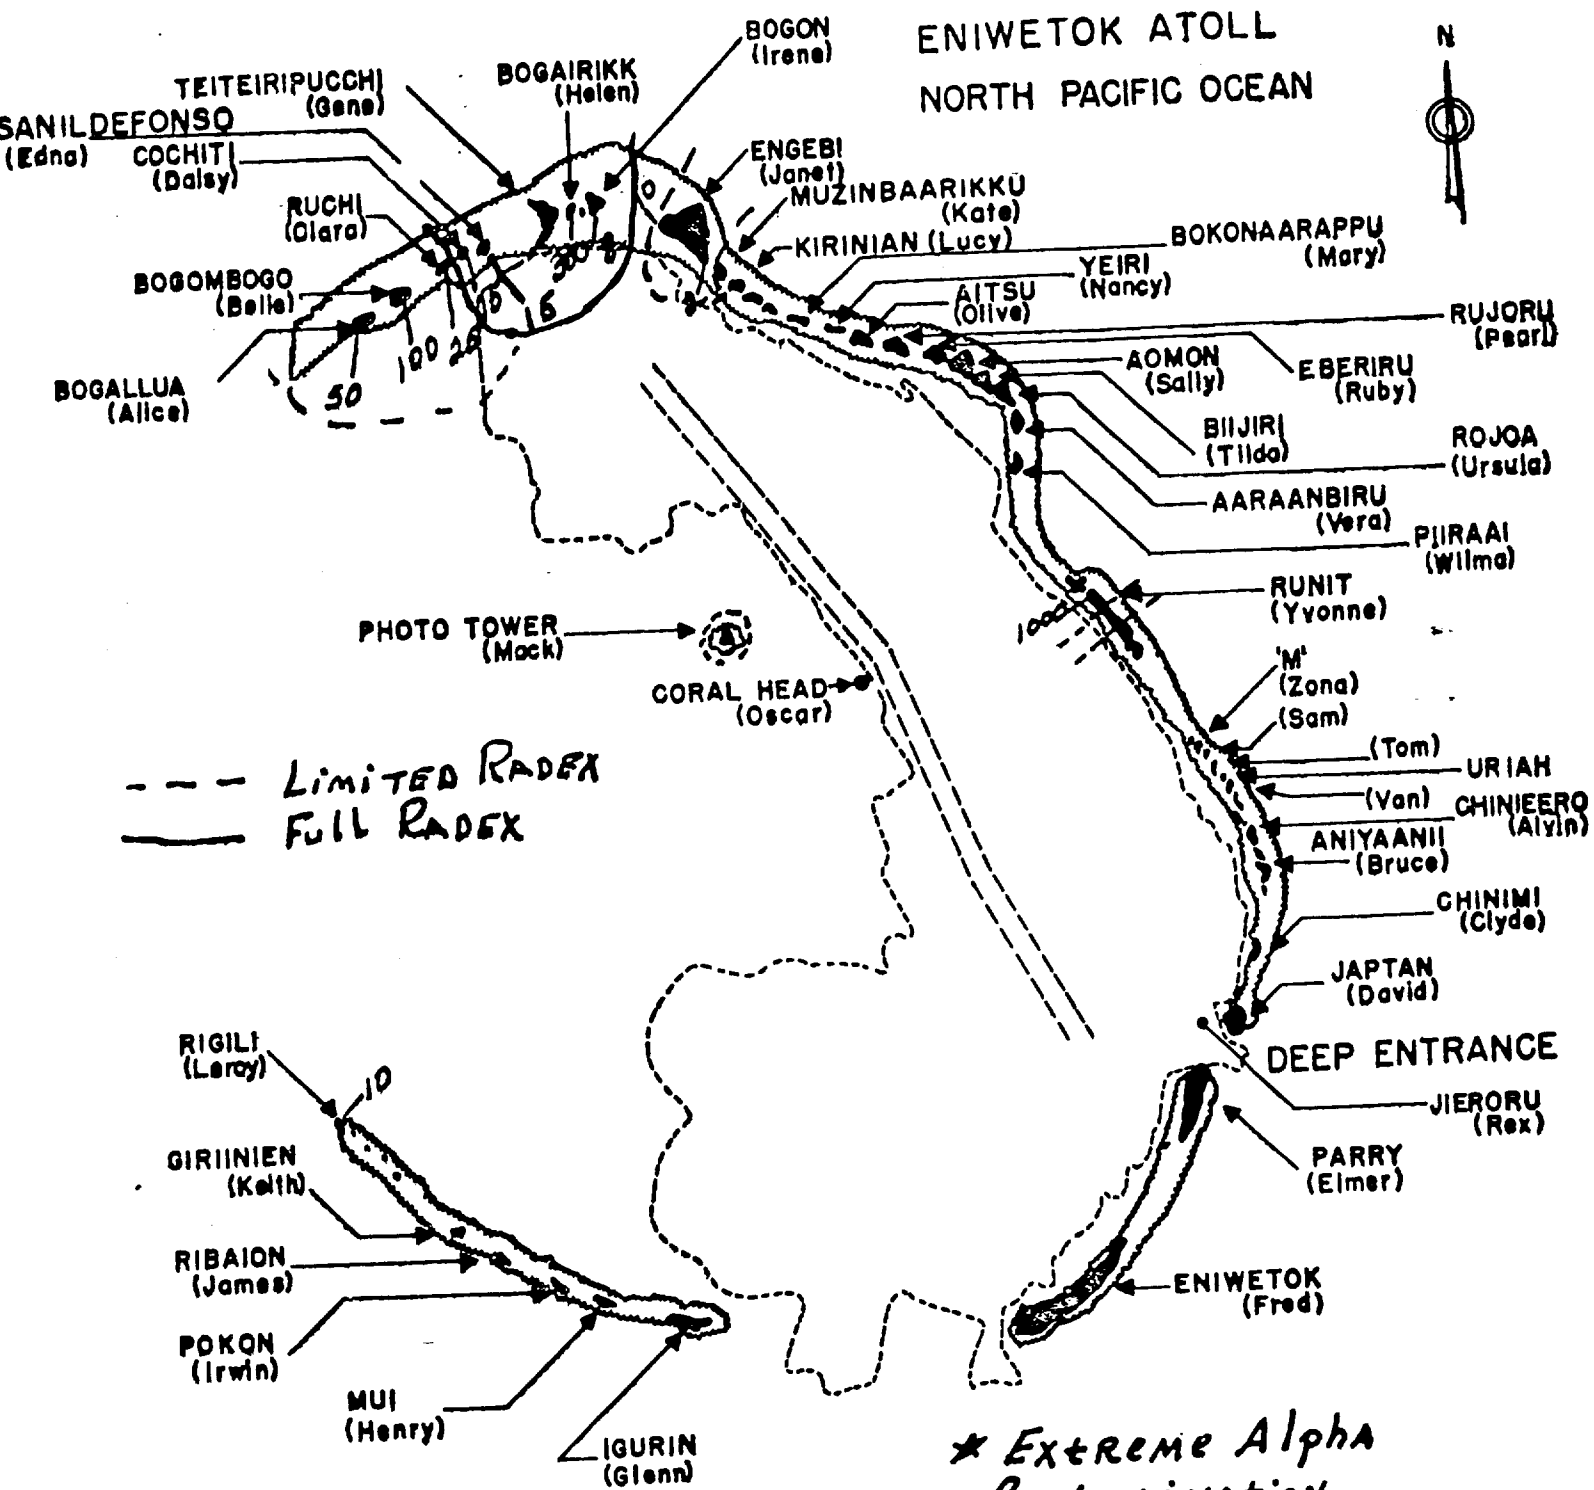 ENIWETOK ATOLL
NORTH PACIFIC OCEAN
N
BOGON
(Irene)
BOGAIRIKK
(Helen)
TEITEIRIPUCCHI
(Gene)
SANILDEFONSO
(Edna)
COCHITI
(Daisy)
RUCHI
(Clara)
BOGOMBOGO
(Belle)
BOGALLUA
(Alice)
50
100
10
15
ENGEBI
(Janet)
MUZINBAARIKKU
(Kate)
KIRINIAN (Lucy)
BOKONAARAPPU
(Mary)
YEIRI
(Nancy)
AITSU
(Olive)
RUJORU
(Pearl)
AOMON
(Sally)
EBERIRU
(Ruby)
BIIJIRI
(Tilda)
ROJOA
(Ursula)
AARAANBIRU
(Vera)
PIIRAAI
(Wilma)
RUNIT
(Yvonne)
PHOTO TOWER
(Mack)
CORAL HEAD
(Oscar)
'M'
(Zona)
(Sam)
(Tom)
URIAH
(Van)
CHINIEERO
(Alvin)
ANIYAANII
(Bruce)
CHINIMI
(Clyde)
JAPTAN
(David)
DEEP ENTRANCE
JIERORU
(Rex)
PARRY
(Elmer)
ENIWETOK
(Fred)
Limited RADEX
Full RADEX
RIGILI
(Leroy)
10
GIRIINIEN
(Keith)
RIBAION
(James)
POKON
(Irwin)
MUI
(Henry)
IGURIN
(Glenn)
* Extreme Alpha